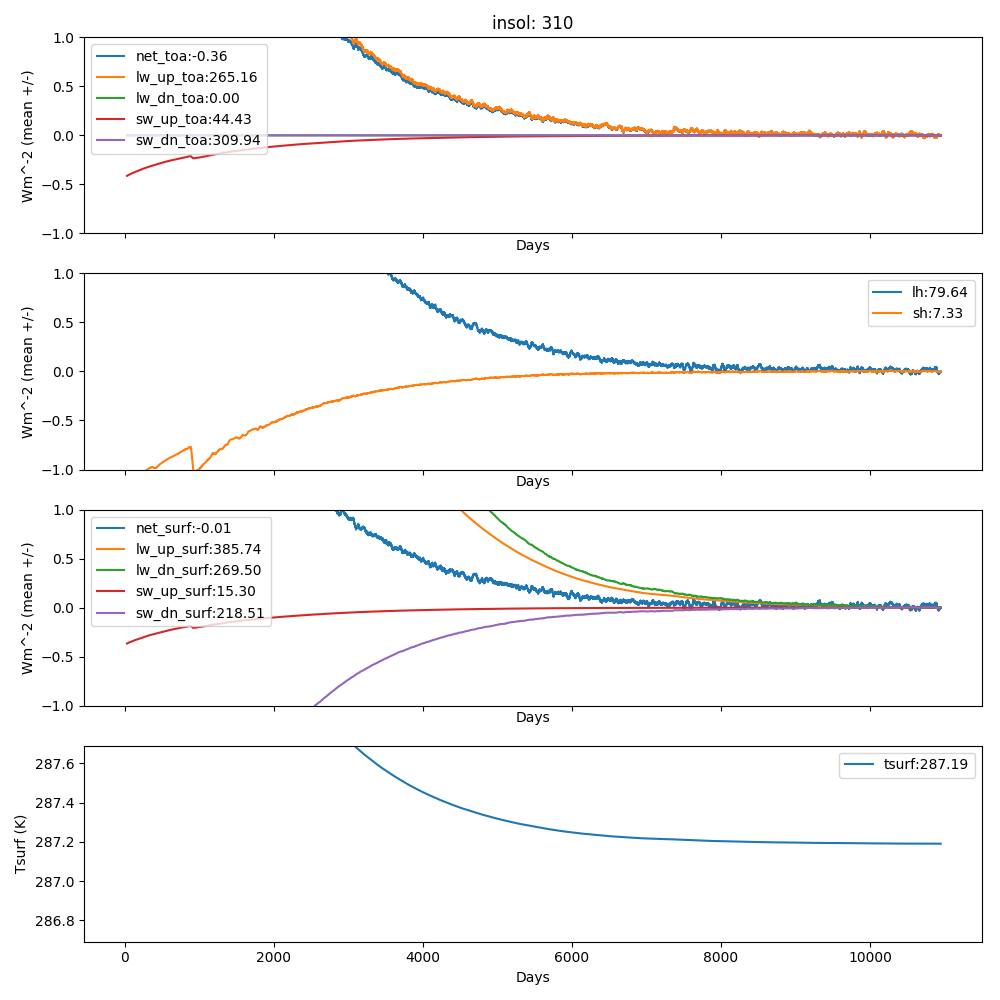 insol: 310
1.0
0.5
0.0
−0.5
−1.0
Wm^-2 (mean +/-)
net_toa:-0.36
lw_up_toa:265.16
lw_dn_toa:0.00
sw_up_toa:44.43
sw_dn_toa:309.94
Days
1.0
0.5
0.0
−0.5
−1.0
Wm^-2 (mean +/-)
lh:79.64
sh:7.33
Days
1.0
0.5
0.0
−0.5
−1.0
Wm^-2 (mean +/-)
net_surf:-0.01
lw_up_surf:385.74
lw_dn_surf:269.50
sw_up_surf:15.30
sw_dn_surf:218.51
Days
287.6
287.4
287.2
287.0
286.8
Tsurf (K)
tsurf:287.19
0 2000 4000 6000 8000 10000
Days